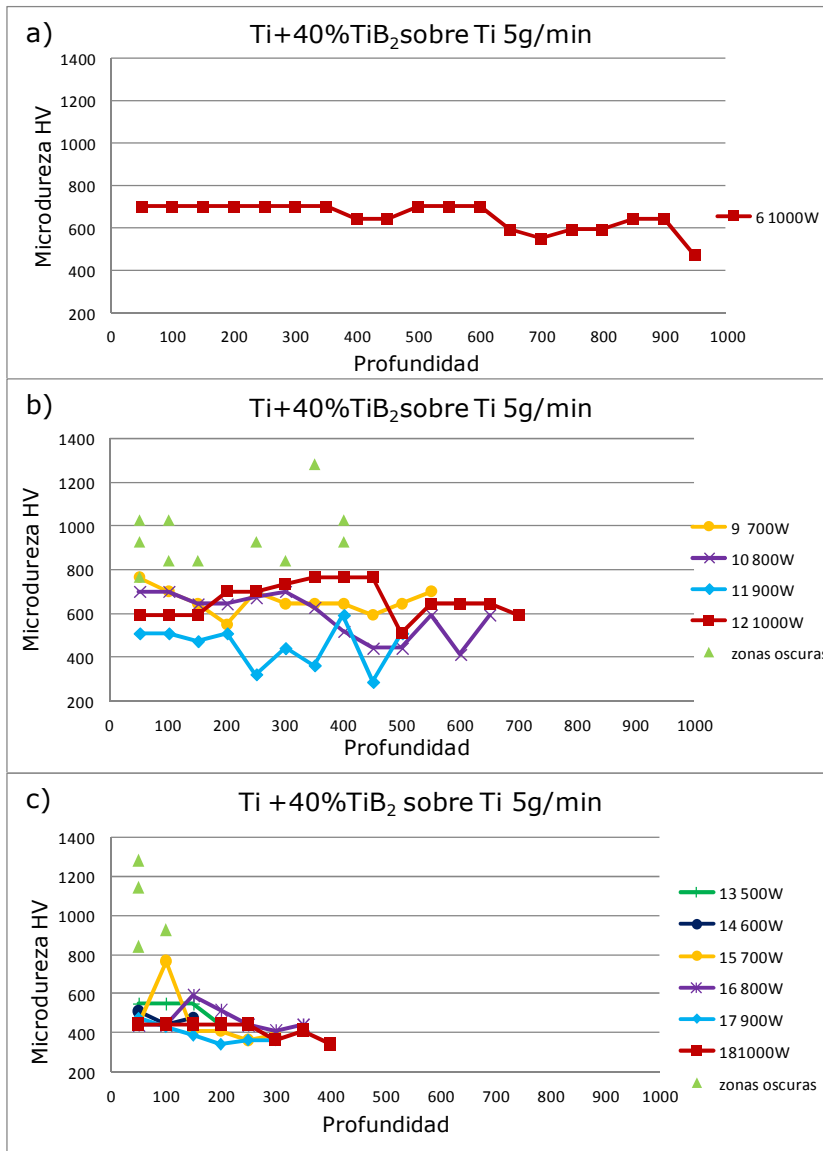 a)
Ti+40%TiB₂sobre Ti 5g/min
Microdureza HV
1400
1200
1000
800
600
400
200
0 100 200 300 400 500 600 700 800 900 1000
Profundidad
6 1000W
b)
Ti+40%TiB₂sobre Ti 5g/min
Microdureza HV
1400
1200
1000
800
600
400
200
0 100 200 300 400 500 600 700 800 900 1000
Profundidad
9 700W
10 800W
11 900W
12 1000W
zonas oscuras
c)
Ti +40%TiB₂ sobre Ti 5g/min
Microdureza HV
1400
1200
1000
800
600
400
200
0 100 200 300 400 500 600 700 800 900 1000
Profundidad
13 500W
14 600W
15 700W
16 800W
17 900W
181000W
zonas oscuras